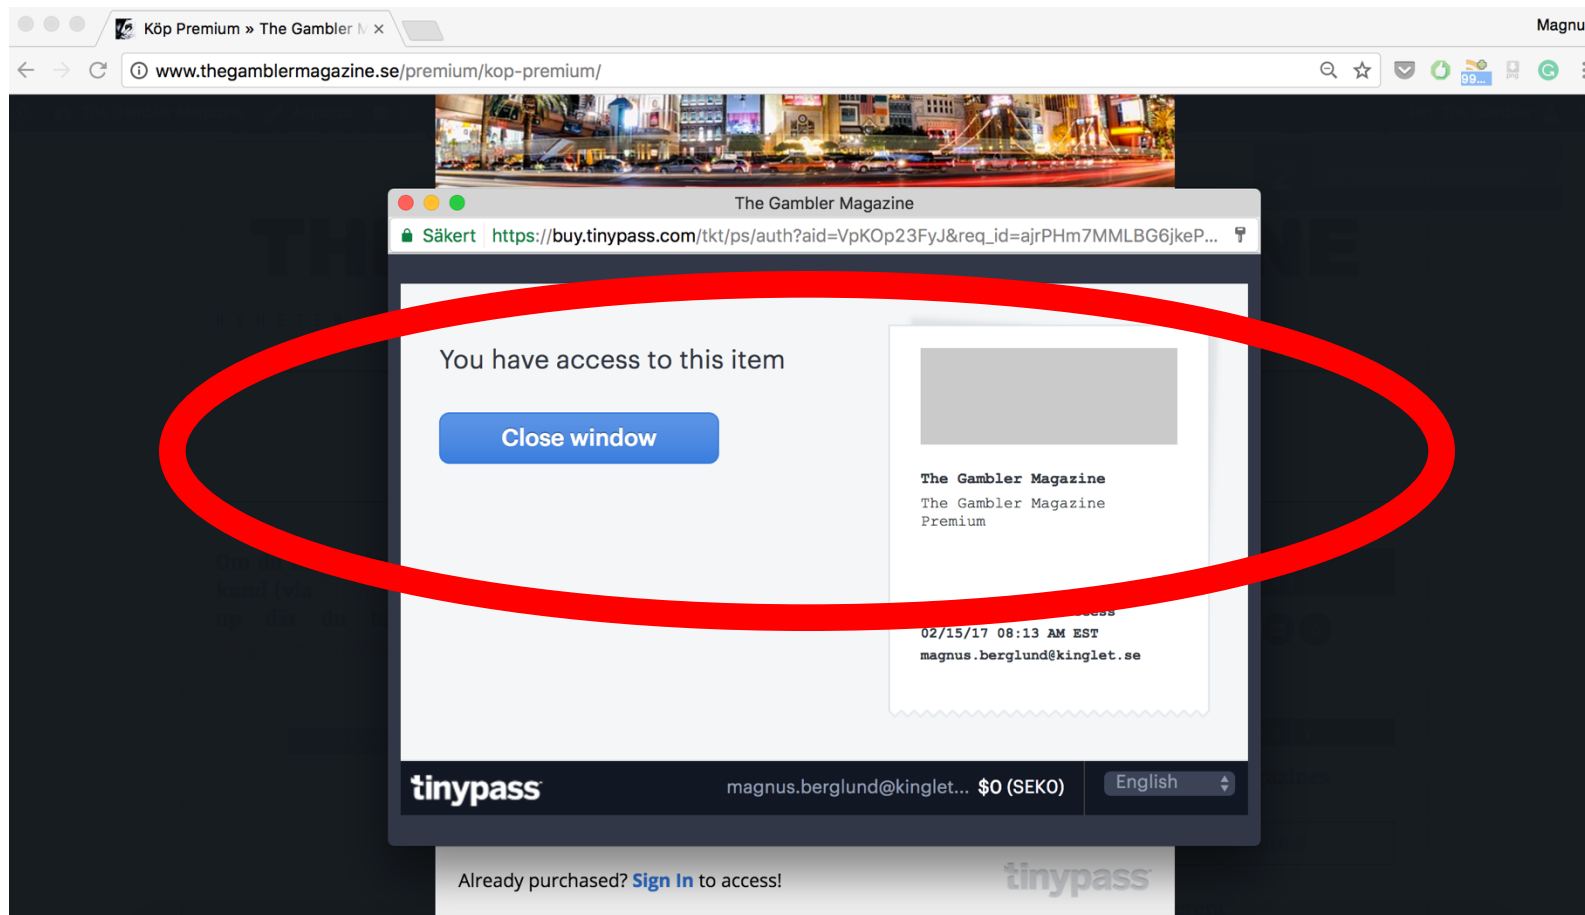 Köp Premium » The Gambler M
Magnu
www.thegamblermagazine.se/premium/kop-premium/
99...
The Gambler Magazine
Säkert https://buy.tinypass.com/tkt/ps/auth?aid=VpKOp23FyJ&req_id=ajrPHm7MMLBG6jkeP...
You have access to this item
Close window
The Gambler Magazine
The Gambler Magazine
Premium
02/15/17 08:13 AM EST
magnus.berglund@kinglet.se
tinypass
magnus.berglund@kinglet... $0 (SEK0)
English
Already purchased? Sign In to access!
tinypass